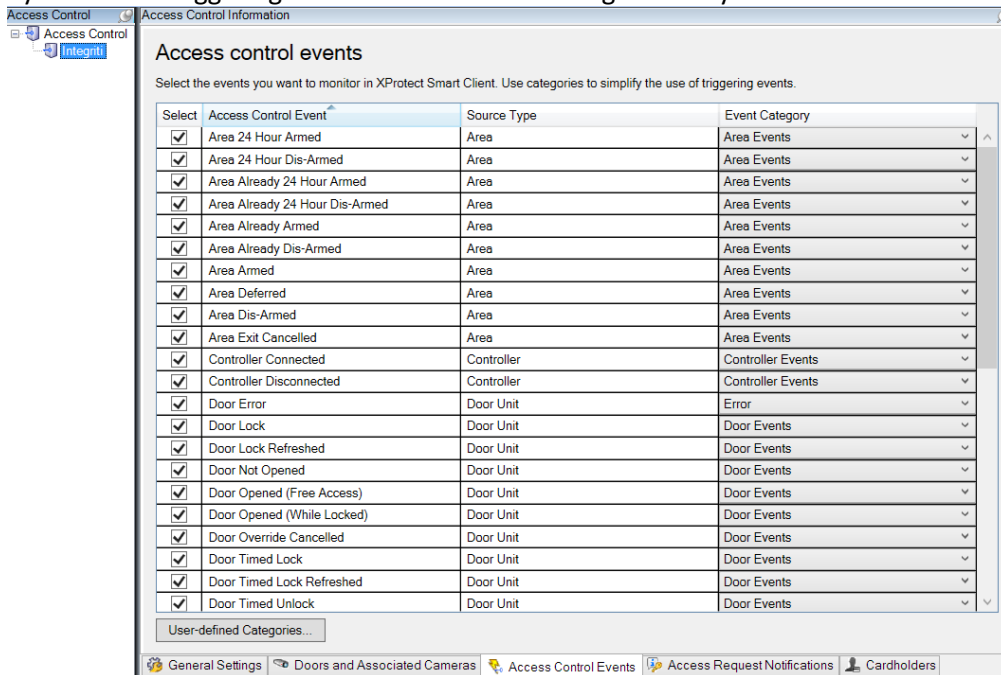 Access Control
Access Control Information
Access Control
Integriti
Access control events
Select the events you want to monitor in XProtect Smart Client. Use categories to simplify the use of triggering events.
Select Access Control Event Source Type Event Category
Area 24 Hour Armed Area Area Events
Area 24 Hour Dis-Armed Area Area Events
Area Already 24 Hour Armed Area Area Events
Area Already 24 Hour Dis-Armed Area Area Events
Area Already Armed Area Area Events
Area Already Dis-Armed Area Area Events
Area Armed Area Area Events
Area Deferred Area Area Events
Area Dis-Armed Area Area Events
Area Exit Cancelled Area Area Events
Controller Connected Controller Controller Events
Controller Disconnected Controller Controller Events
Door Error Door Unit Error
Door Lock Door Unit Door Events
Door Lock Refreshed Door Unit Door Events
Door Not Opened Door Unit Door Events
Door Opened (Free Access) Door Unit Door Events
Door Opened (While Locked) Door Unit Door Events
Door Override Cancelled Door Unit Door Events
Door Timed Lock Door Unit Door Events
Door Timed Lock Refreshed Door Unit Door Events
Door Timed Unlock Door Unit Door Events
User-defined Categories...
General Settings Doors and Associated Cameras Access Control Events Access Request Notifications Cardholders